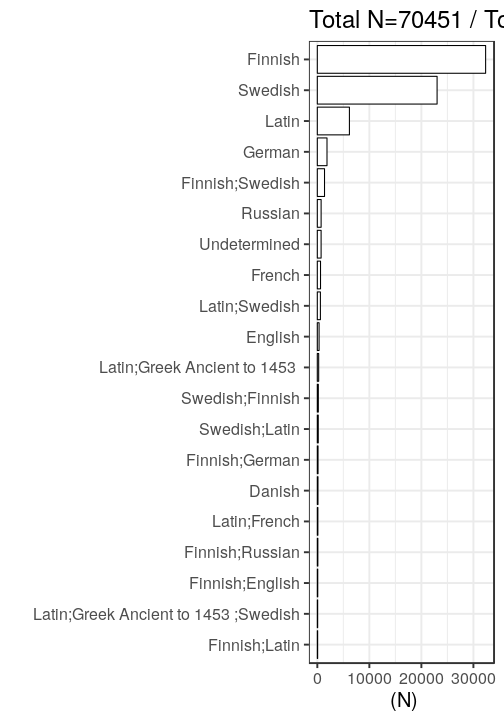 Total N=70451 / To
Finnish
Swedish
Latin
German
Finnish;Swedish
Russian
Undetermined
French
Latin;Swedish
English
Latin;Greek Ancient to 1453
Swedish;Finnish
Swedish;Latin
Finnish;German
Danish
Latin;French
Finnish;Russian
Finnish;English
Latin;Greek Ancient to 1453 ;Swedish
Finnish;Latin
0 10000 20000 30000
(N)